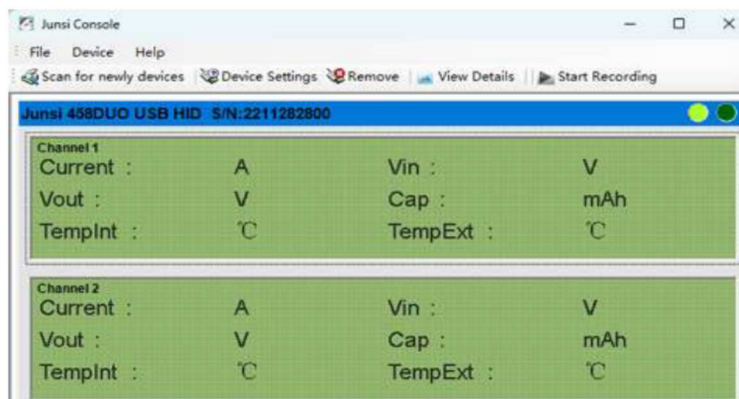 Junsi Console
File Device Help
Scan for newly devices Device Settings Remove View Details Start Recording
Junsi 458DUO USB HID S/N:2211282800
Channel 1
Current : A Vin : V
Vout : V Cap : mAh
TempInt : ℃ TempExt : ℃
Channel 2
Current : A Vin : V
Vout : V Cap : mAh
TempInt : ℃ TempExt : ℃